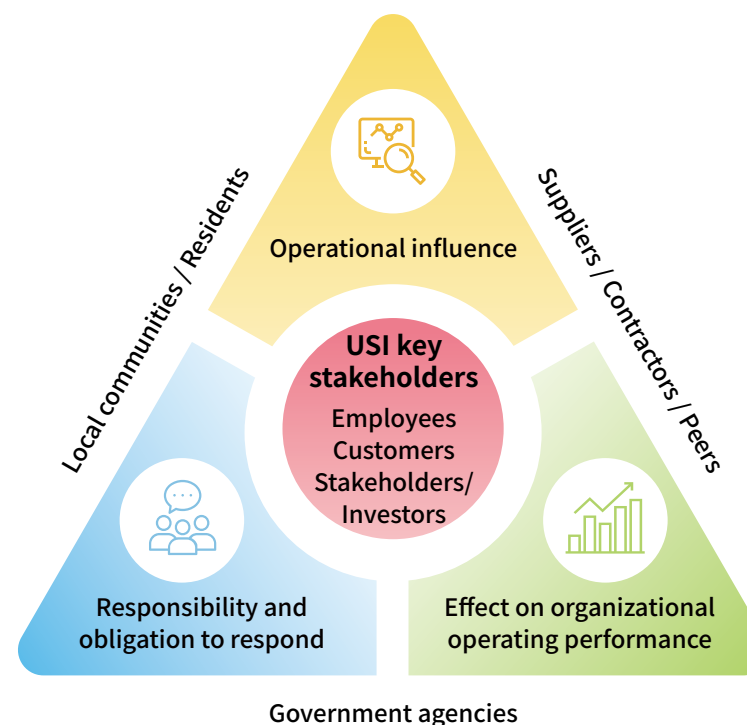 Operational influence
Local communities / Residents
Suppliers / Contractors / Peers
USI key
stakeholders
Employees
Customers
Stakeholders/
Investors
Responsibility and
obligation to respond
Effect on organizational
operating performance
Government agencies